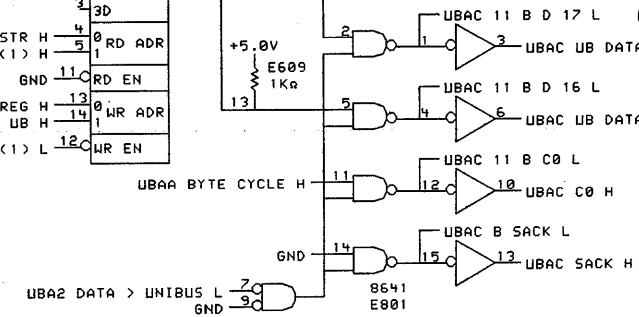 3 3D
STR H 4 0 RD ADR
(1) H 5 1
GND 11 RD EN
REG H 13 0 WR ADR
UB H 14 1
(1) L 12 WR EN
+5.0V
E609
1KΩ
13
2 1 UBAC 11 B D 17 L
3 UBAC UB DATA
5 4 UBAC 11 B D 16 L
6 UBAC UB DATA
UBAA BYTE CYCLE H 11 12 UBAC 11 B C0 L
10 UBAC C0 H
GND 14 15 UBAC B SACK L
13 UBAC SACK H
8641
E801
UBA2 DATA > UNIBUS L 7
GND 9